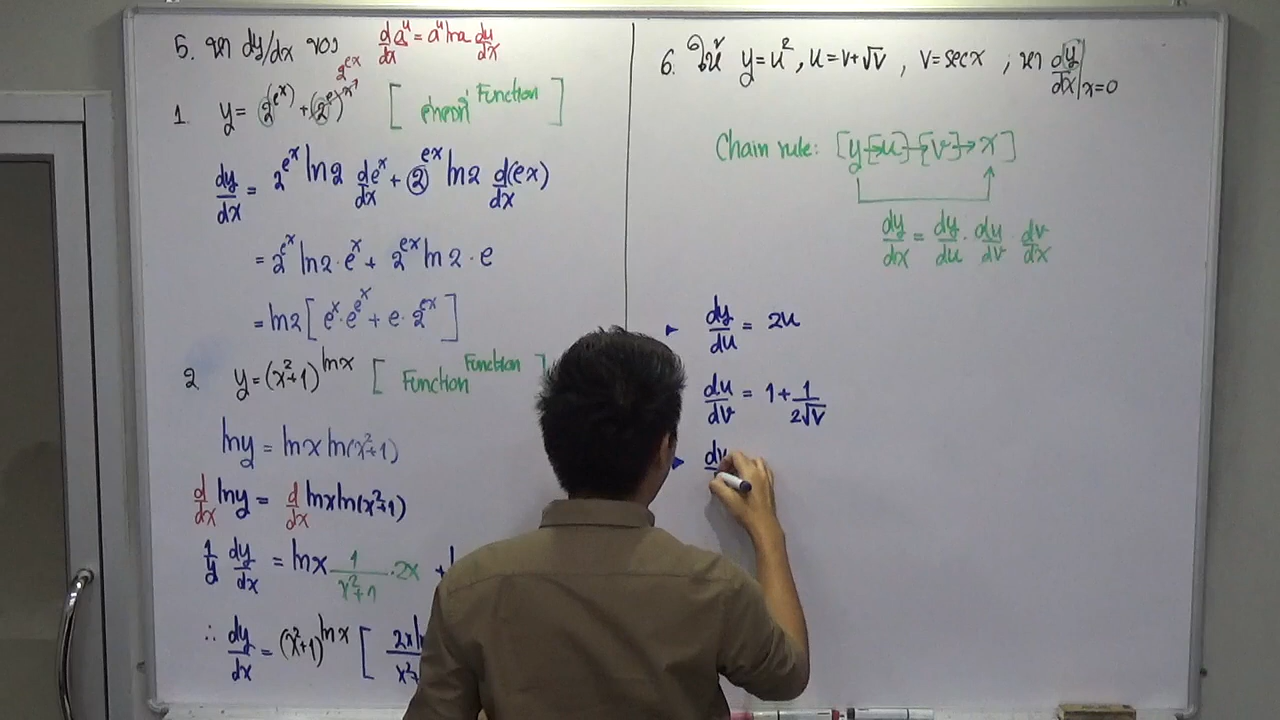 5. หา dy/dx ของ d/dx a^u = a^u ln a du/dx
1. y = 2^(e^x) + (2^e)^x [ค่าคงที่^Function]
2^ex
dy/dx = 2^e^x ln2 de^x/dx + 2^ex ln2 d(ex)/dx
= 2^e^x ln2 · e^x + 2^ex ln2 · e
= ln2 [e^x · e^e^x + e · 2^ex]
2 y = (x²+1)^lnx [Function^Function]
lny = lnx ln(x²+1)
d/dx lny = d/dx lnx ln(x²+1)
1/y dy/dx = lnx 1/x²+1 · 2x +
∴ dy/dx = (x²+1)^lnx [
6. ให้ y = u², u = v+√v, v = secx ; หา dy/dx|x=0
Chain rule: [y→[u]→[v]→x]
dy/dx = dy/du · du/dv · dv/dx
► dy/du = 2u
du/dv = 1 + 1/2√v
► dv